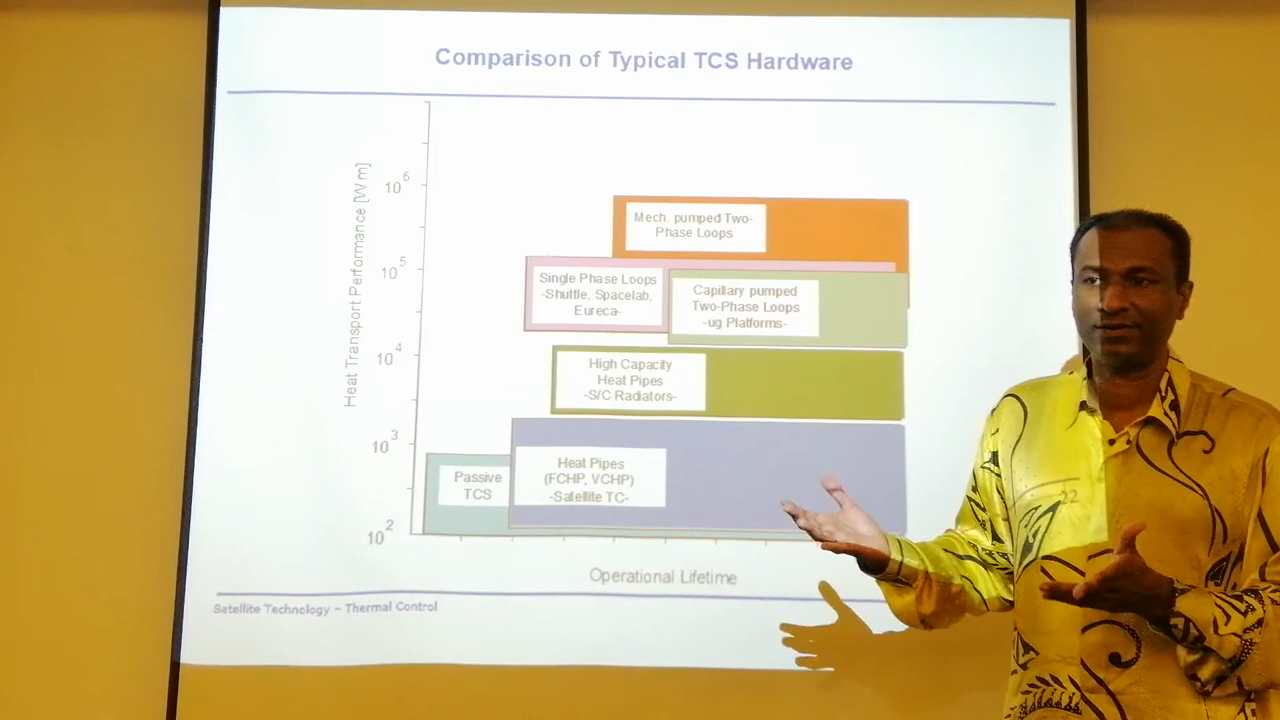 Comparison of Typical TCS Hardware
Heat Transport Performance [W m]
10^6
10^5
10^4
10^3
10^2
Mech. pumped Two-
Phase Loops
Single Phase Loops
-Shuttle, Spacelab,
Eureca-
Capillary pumped
Two-Phase Loops
-ug Platforms-
High Capacity
Heat Pipes
-S/C Radiators-
Passive
TCS
Heat Pipes
(FCHP, VCHP)
-Satellite TC-
Operational Lifetime
Satellite Technology – Thermal Control
22